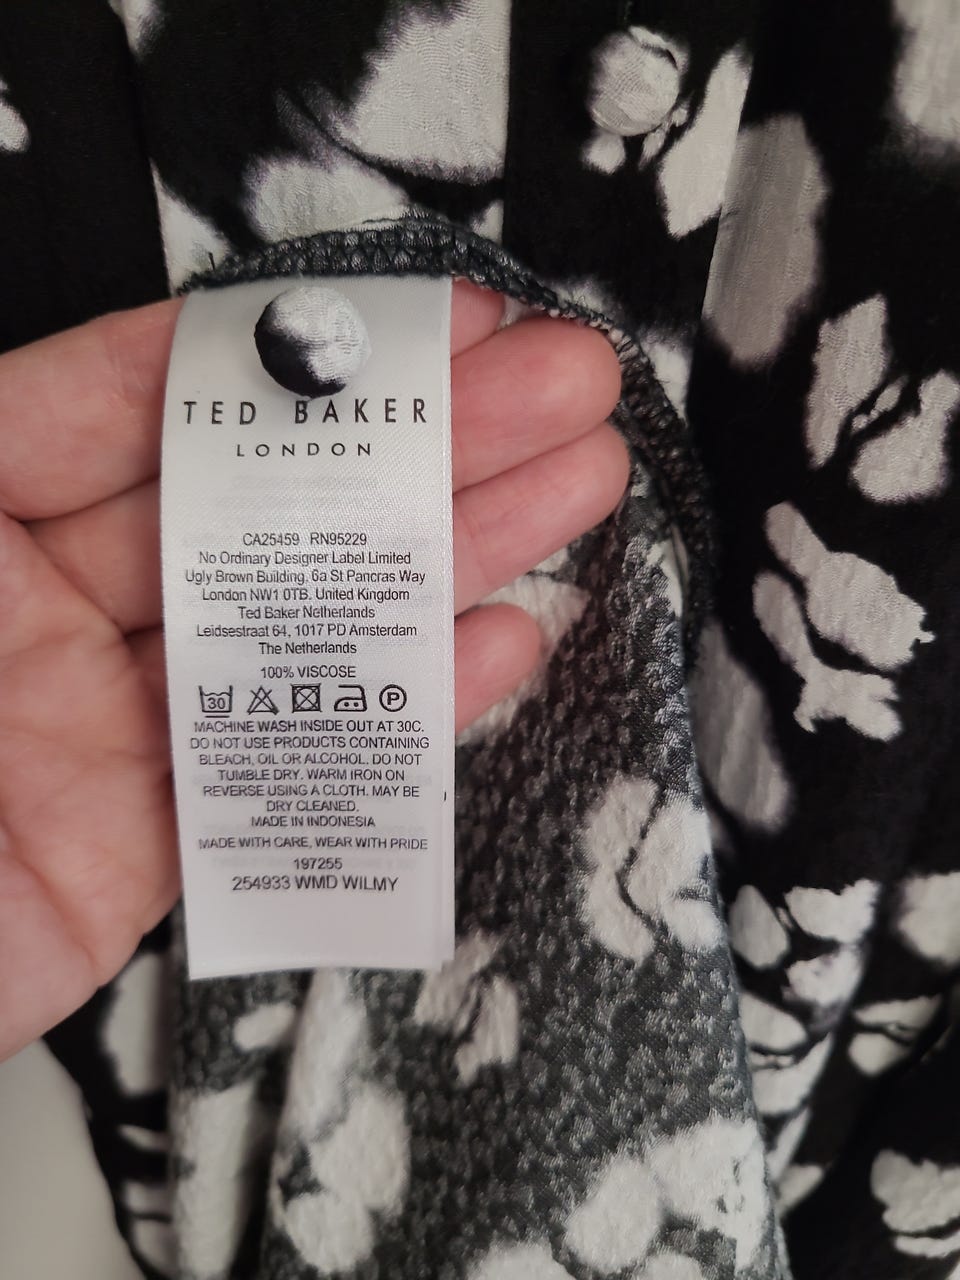 TED BAKER
LONDON
CA25459 RN95229
No Ordinary Designer Label Limited
Ugly Brown Building, 6a St Pancras Way
London NW1 0TB. United Kingdom
Ted Baker Netherlands
Leidsestraat 64, 1017 PD Amsterdam
The Netherlands
100% VISCOSE
30 P
MACHINE WASH INSIDE OUT AT 30C.
DO NOT USE PRODUCTS CONTAINING
BLEACH, OIL OR ALCOHOL. DO NOT
TUMBLE DRY. WARM IRON ON
REVERSE USING A CLOTH. MAY BE
DRY CLEANED.
MADE IN INDONESIA
MADE WITH CARE, WEAR WITH PRIDE
197255
254933 WMD WILMY